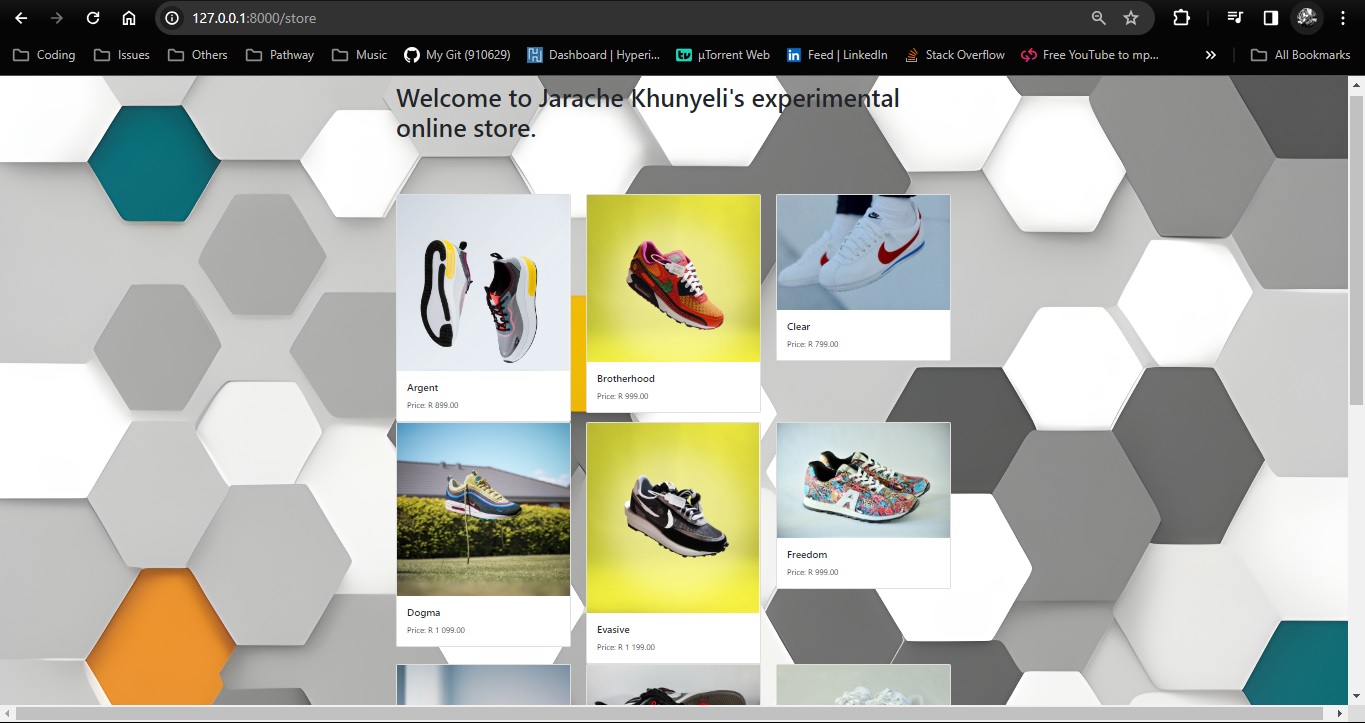 127.0.0.1:8000/store
Coding
Issues
Others
Pathway
Music
My Git (910629)
Dashboard | Hyperi...
µTorrent Web
Feed | LinkedIn
Stack Overflow
Free YouTube to mp...
»
All Bookmarks
Welcome to Jarache Khunyeli's experimental
online store.
Argent
Price: R 899.00
Brotherhood
Price: R 999.00
Clear
Price: R 799.00
Dogma
Price: R 1 099.00
Evasive
Price: R 1 199.00
A
Freedom
Price: R 999.00